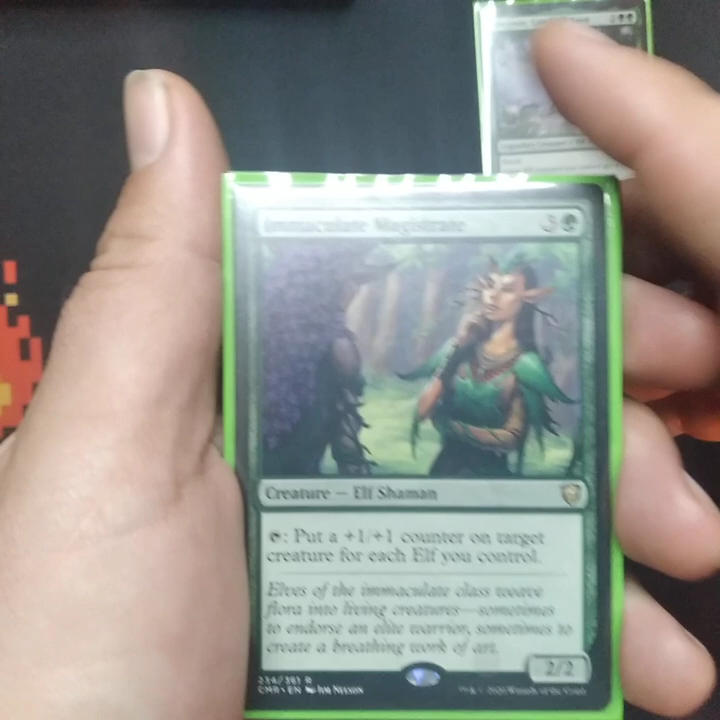 Immaculate Magistrate 3
Creature — Elf Shaman
: Put a +1/+1 counter on target
creature for each Elf you control.
Elves of the immaculate class weave
flora into living creatures—sometimes
to endorse an elite warrior, sometimes to
create a breathing work of art.
2/2
234/361 R
CMR • EN Jim Nelson
™ & © 2020 Wizards of the Coast